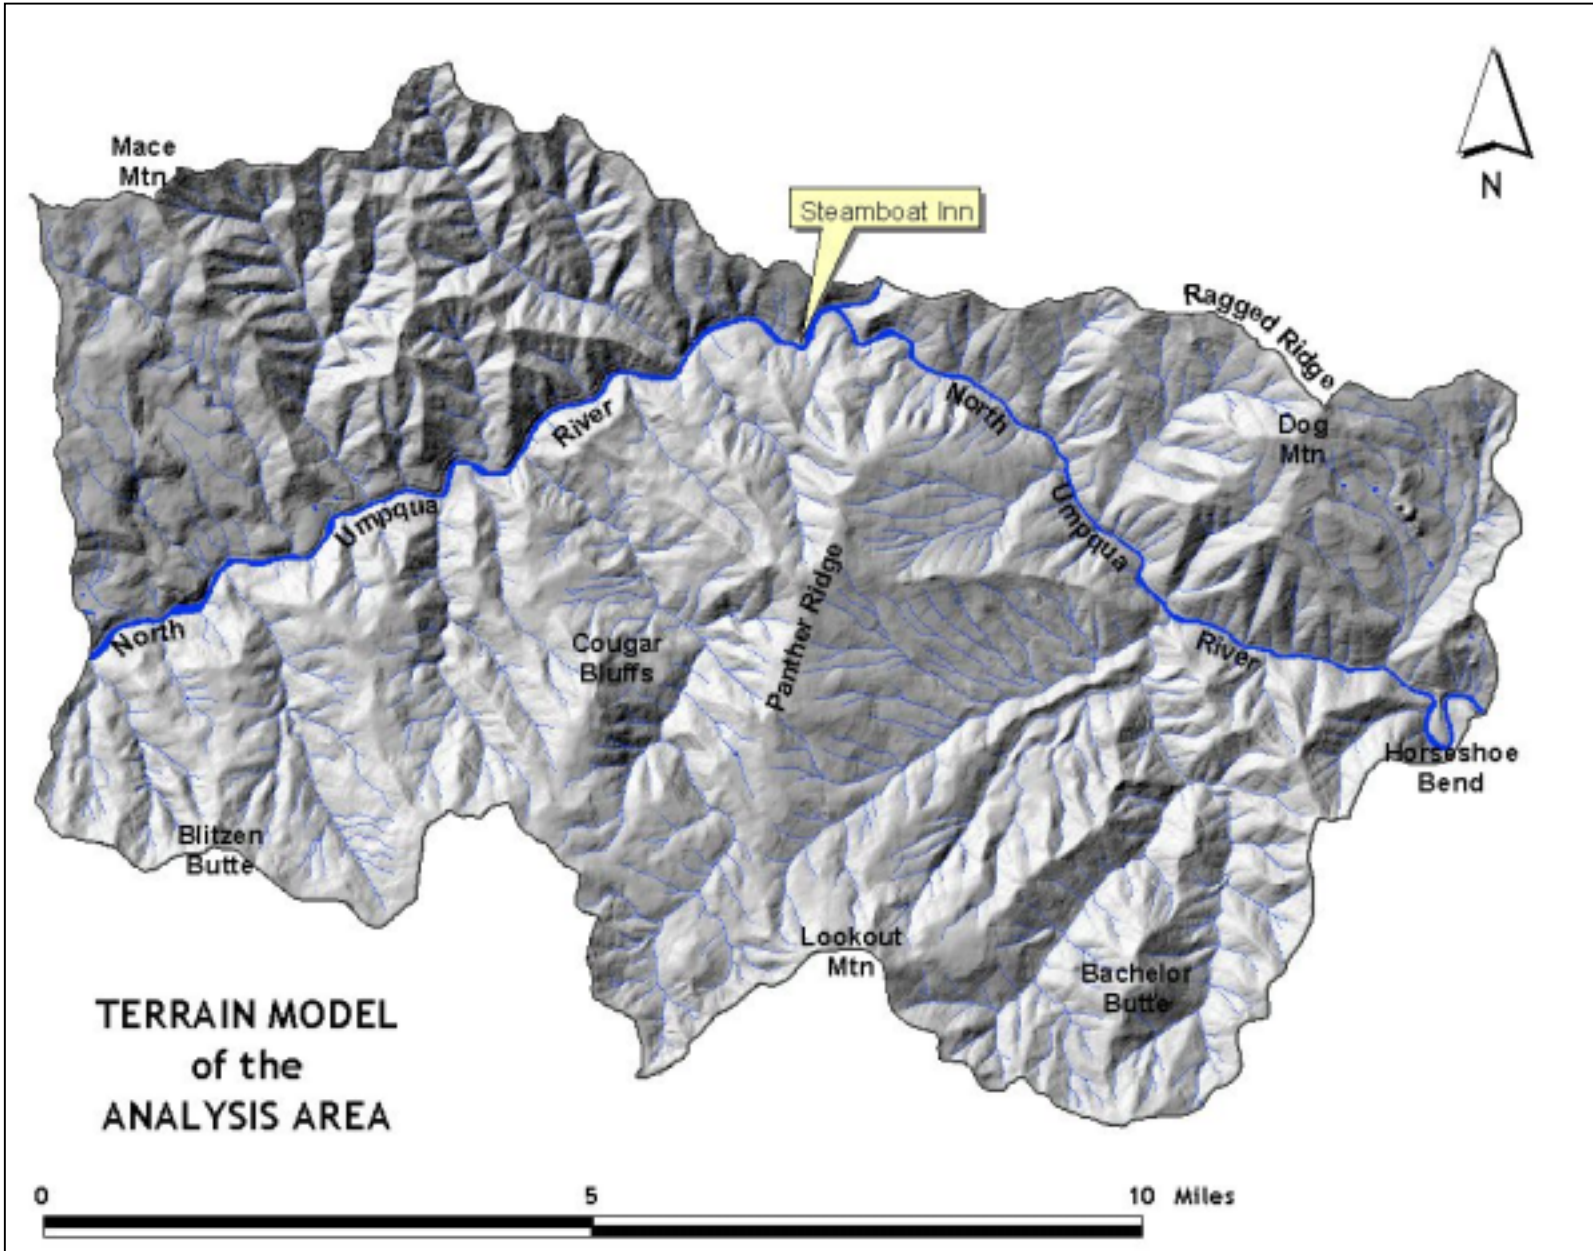 Mace
Mtn
N
Steamboat Inn
Ragged Ridge
Dog
Mtn
North
Umpqua
River
North
Umpqua
River
Panther Ridge
Cougar
Bluffs
Horseshoe
Bend
Blitzen
Butte
Lookout
Mtn
Bachelor
Butte
TERRAIN MODEL
of the
ANALYSIS AREA
0 5 10 Miles